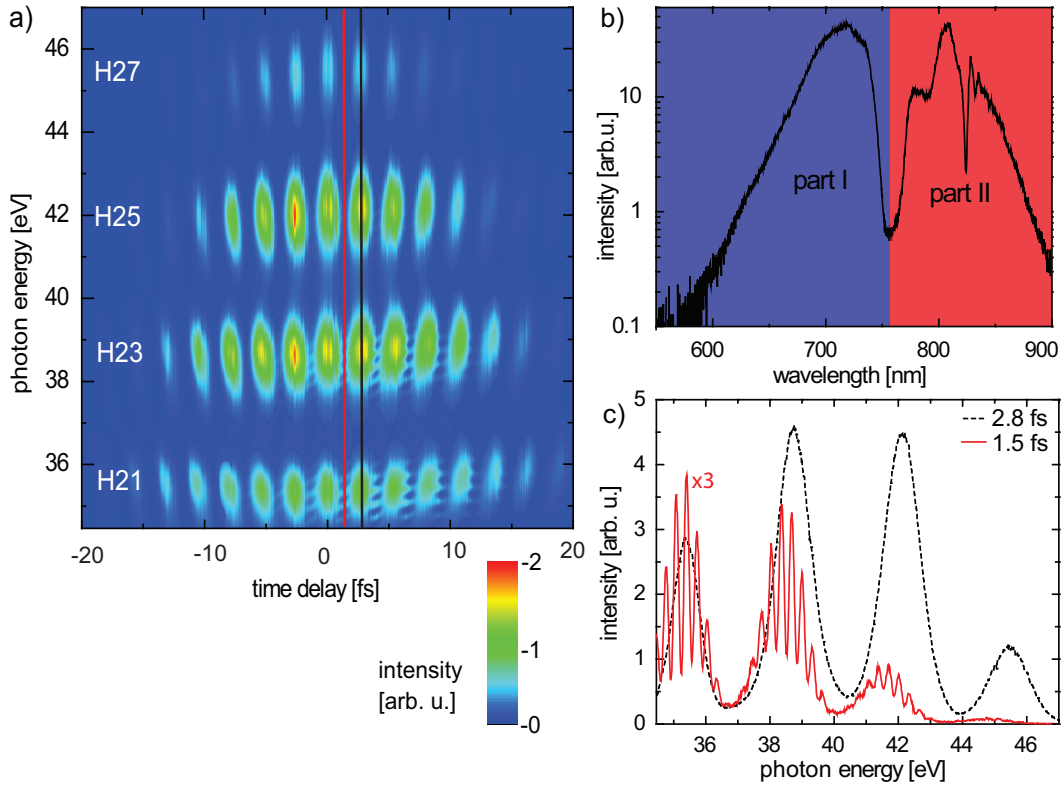 a)
46
44
42
40
38
36
H27
H25
H23
H21
photon energy [eV]
-20
-10
0
10
20
time delay [fs]
-2
-1
-0
intensity
[arb. u.]
b)
10
1
0.1
intensity [arb.u.]
part I
part II
600
700
800
900
wavelength [nm]
c)
5
4
3
2
1
0
intensity [arb. u.]
2.8 fs
1.5 fs
x3
36
38
40
42
44
46
photon energy [eV]